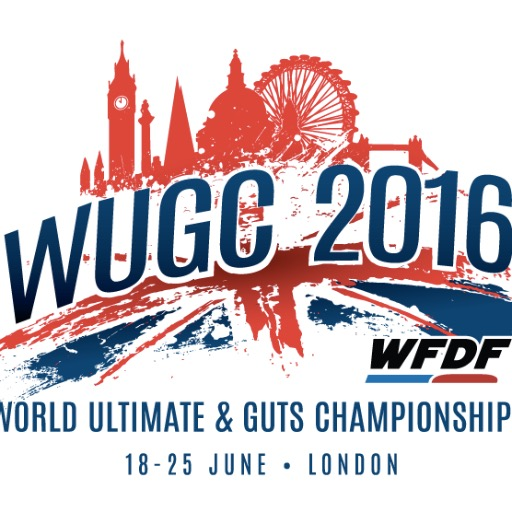 WUGC 2016
WFDF
WORLD ULTIMATE & GUTS CHAMPIONSHIP
18-25 JUNE • LONDON